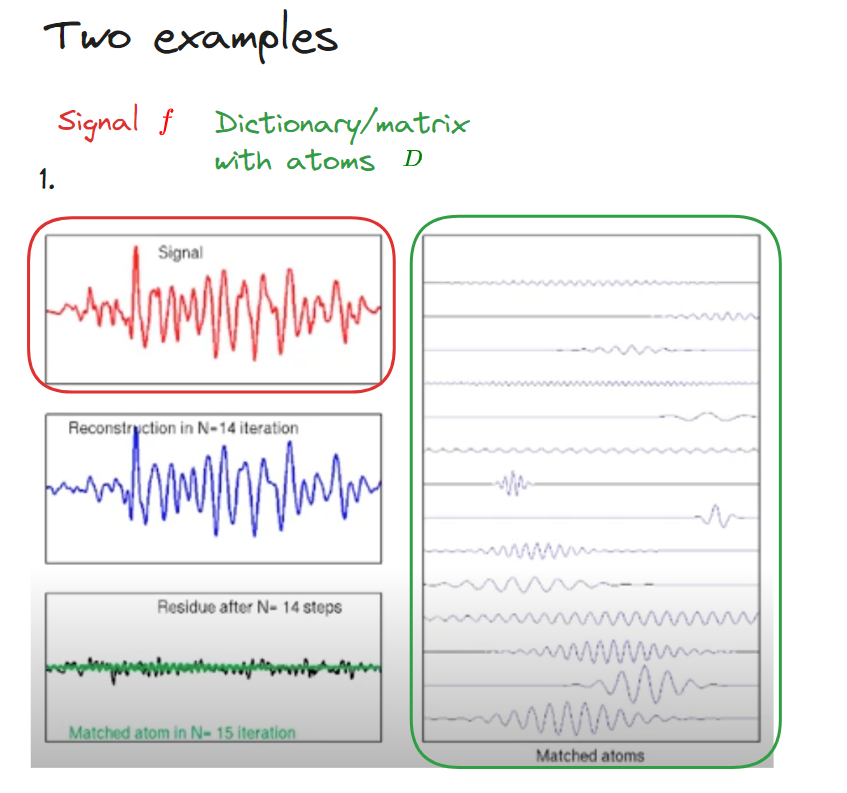 Two examples
Signal f
Dictionary/matrix
with atoms D
1.
Signal
Reconstruction in N-14 iteration
Residue after N- 14 steps
Matched atom in N- 15 iteration
Matched atoms